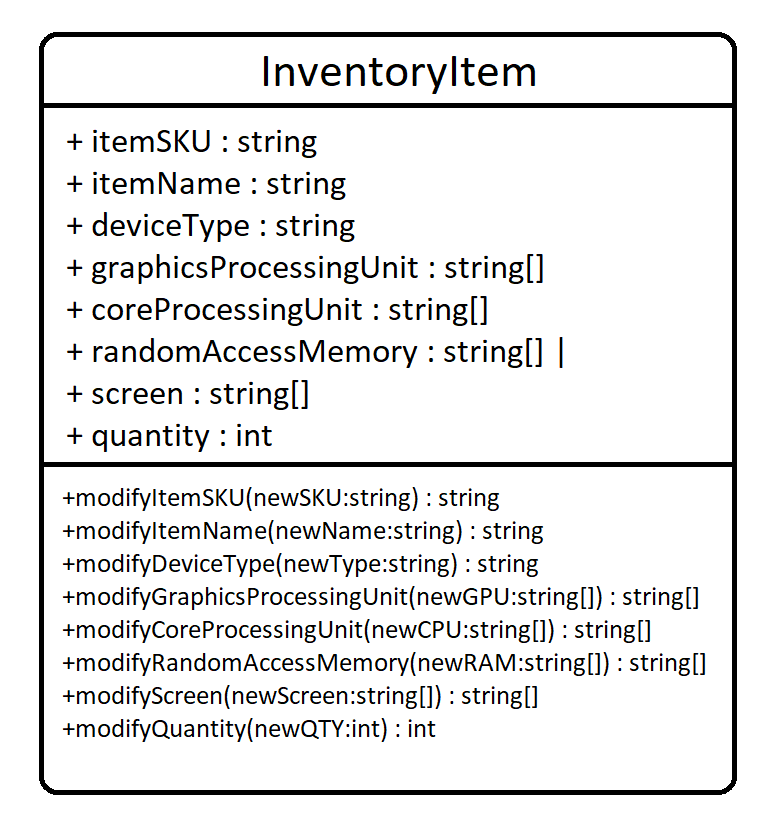 InventoryItem
+ itemSKU : string
+ itemName : string
+ deviceType : string
+ graphicsProcessingUnit : string[]
+ coreProcessingUnit : string[]
+ randomAccessMemory : string[] |
+ screen : string[]
+ quantity : int
+modifyItemSKU(newSKU:string) : string
+modifyItemName(newName:string) : string
+modifyDeviceType(newType:string) : string
+modifyGraphicsProcessingUnit(newGPU:string[]) : string[]
+modifyCoreProcessingUnit(newCPU:string[]) : string[]
+modifyRandomAccessMemory(newRAM:string[]) : string[]
+modifyScreen(newScreen:string[]) : string[]
+modifyQuantity(newQTY:int) : int